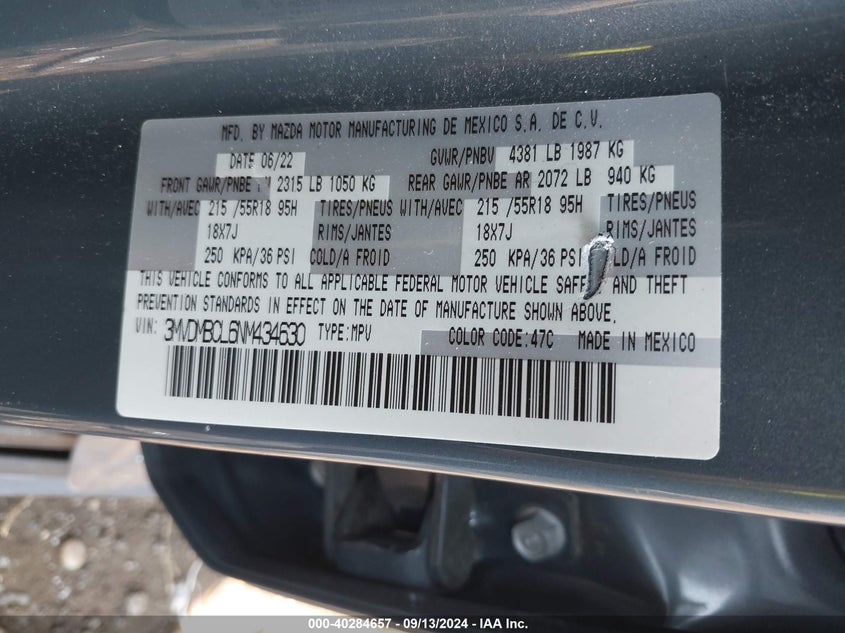 MFD. BY MAZDA MOTOR MANUFACTURING DE MEXICO S.A. DE C.V.
DATE 06/22 GVWR/PNBV 4381 LB 1987 KG
FRONT GAWR/PNBE 2315 LB 1050 KG REAR GAWR/PNBE AR 2072 LB 940 KG
WITH/AVEC 215 /55R18 95H TIRES/PNEUS WITH/AVEC 215 /55R18 95H TIRES/PNEUS
18X7J RIMS/JANTES 18X7J RIMS/JANTES
250 KPA/36 PSI COLD/A FROID 250 KPA/36 PSI COLD/A FROID
THIS VEHICLE CONFORMS TO ALL APPLICABLE FEDERAL MOTOR VEHICLE AND THEFT
PREVENTION STANDARDS IN EFFECT ON THE DATE OF MANUFACTURE SHOWN ABOVE.
VIN: 3MVDMBCL6NM434630 TYPE:MPV COLOR CODE:47C MADE IN MEXICO
000-40284657 - 09/13/2024 - IAA Inc.